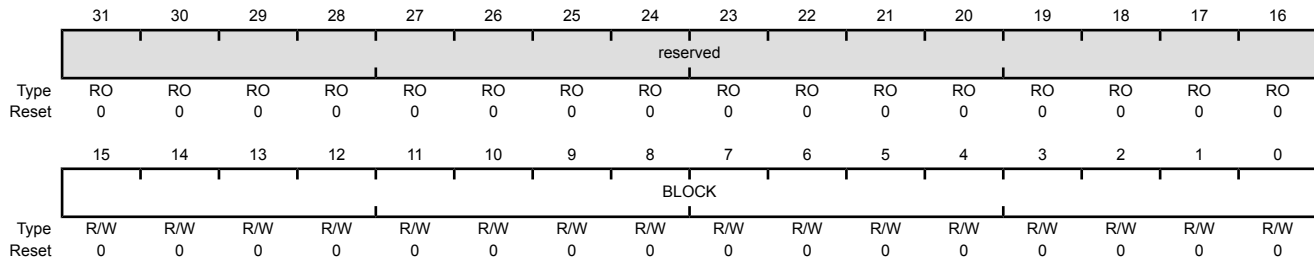 31 30 29 28 27 26 25 24 23 22 21 20 19 18 17 16
reserved
Type RO RO RO RO RO RO RO RO RO RO RO RO RO RO RO RO
Reset 0 0 0 0 0 0 0 0 0 0 0 0 0 0 0 0
15 14 13 12 11 10 9 8 7 6 5 4 3 2 1 0
BLOCK
Type R/W R/W R/W R/W R/W R/W R/W R/W R/W R/W R/W R/W R/W R/W R/W R/W
Reset 0 0 0 0 0 0 0 0 0 0 0 0 0 0 0 0